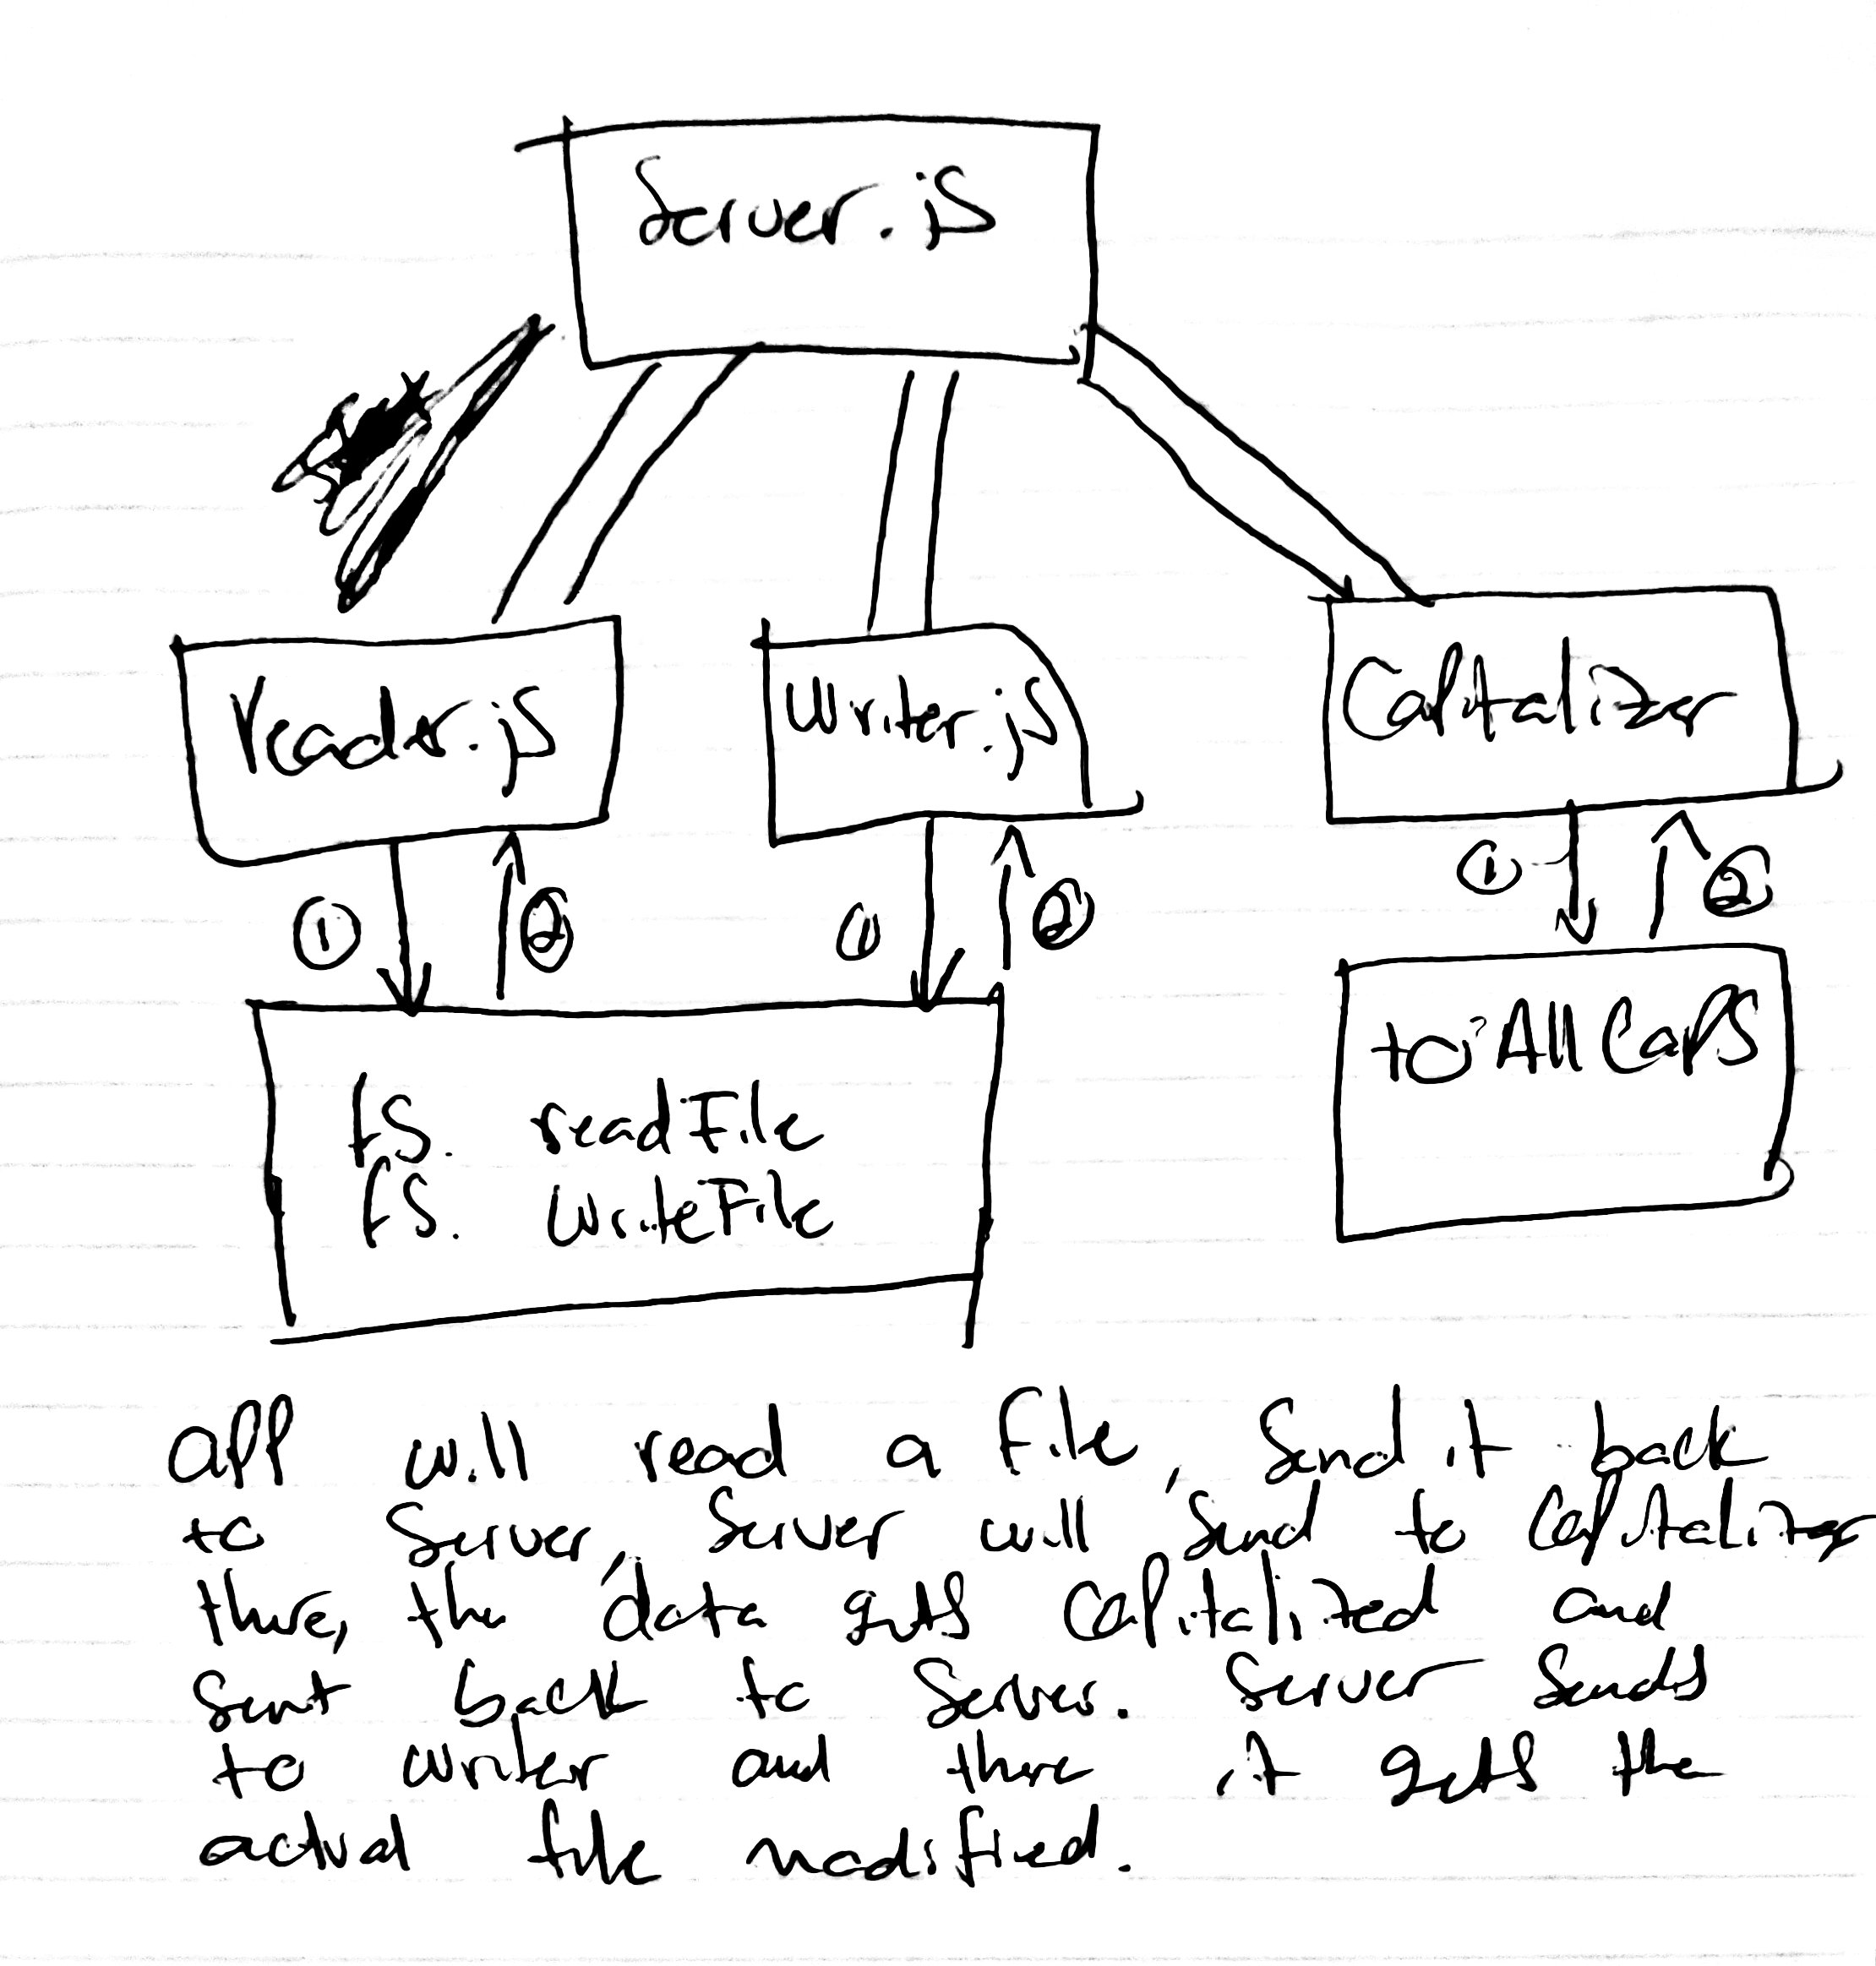 Server.js
reader.js
Writer.js
Capitalizer
①
②
①
②
①
②
fs. readFile
fs. writeFile
to AllCaps
app will read a file, Send it back
to Server, Server will Send to Capitalizer
there, the data gets Capitalized and
Sent back to Server. Server Sends
to writer and there it gets the
actual file modified.